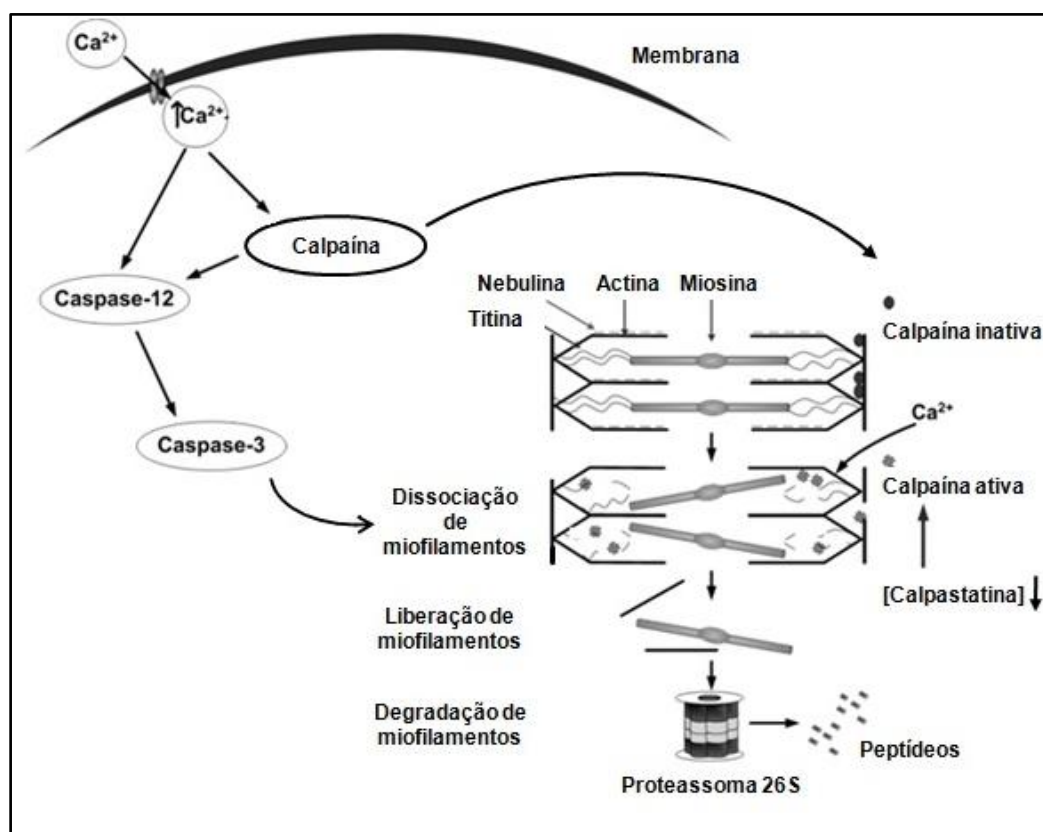 Ca²⁺
Membrana
↑Ca²⁺.
Calpaína
Caspase-12
Nebulina
Actina
Miosina
Titina
Calpaína inativa
Ca²⁺
Caspase-3
Dissociação
de
miofilamentos
Calpaína ativa
[Calpastatina]↓
Liberação de
miofilamentos
Degradação de
miofilamentos
Peptídeos
Proteassoma 26S